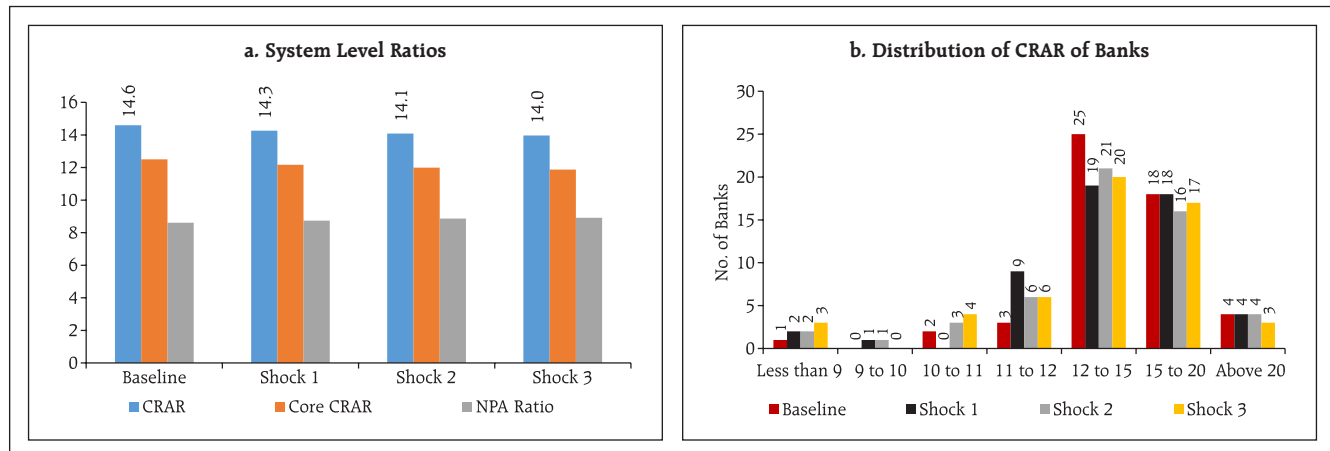 a. System Level Ratios
16
14
12
10
8
6
4
2
0
14.6
14.3
14.1
14.0
Baseline
Shock 1
Shock 2
Shock 3
CRAR
Core CRAR
NPA Ratio
b. Distribution of CRAR of Banks
No. of Banks
30
25
20
15
10
5
0
1
2
2
3
0
1
1
0
2
0
3
4
3
9
6
6
25
19
21
20
18
18
16
17
4
4
4
3
Less than 9
9 to 10
10 to 11
11 to 12
12 to 15
15 to 20
Above 20
Baseline
Shock 1
Shock 2
Shock 3